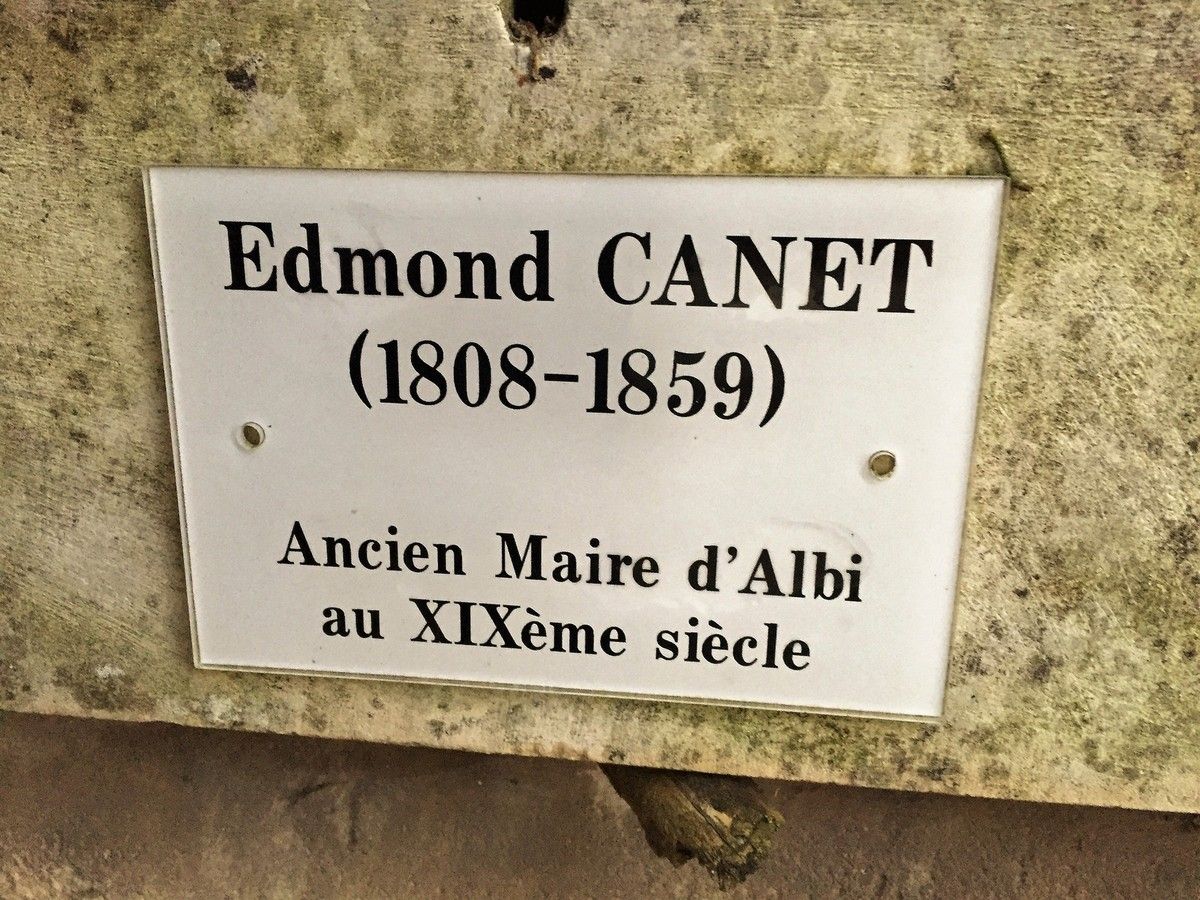 Edmond CANET
(1808-1859)
Ancien Maire d'Albi
au XIXème siècle